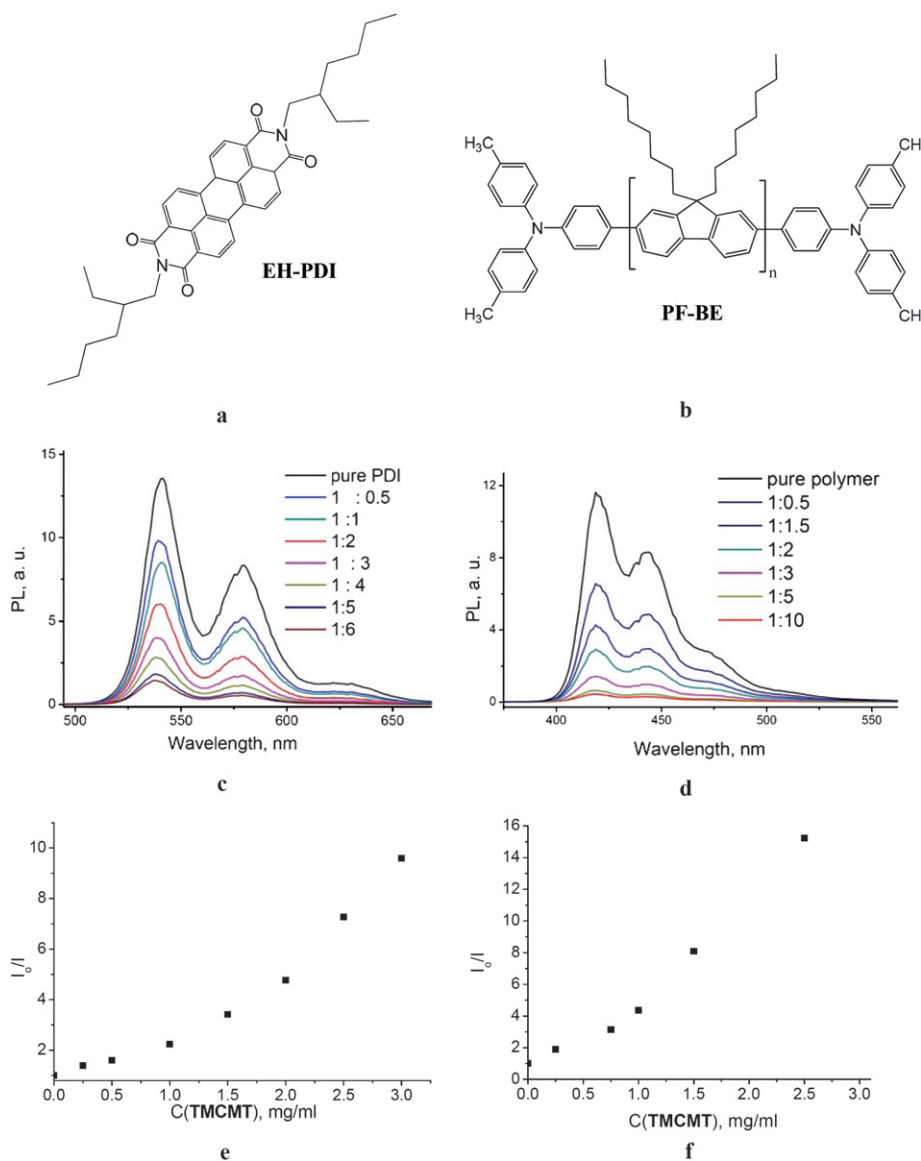 O
N
O
O
N
O
EH-PDI
a
H₃C
N
H₃C
n
N
CH
CH
PF-BE
b
15
10
5
0
PL, a. u.
500 550 600 650
Wavelength, nm
pure PDI
1 : 0.5
1 :1
1:2
1 : 3
1 : 4
1:5
1:6
c
12
8
4
0
PL, a. u.
400 450 500 550
Wavelength, nm
pure polymer
1:0.5
1:1.5
1:2
1:3
1:5
1:10
d
10
8
6
4
2
I₀/I
0.0 0.5 1.0 1.5 2.0 2.5 3.0
C(TMCMT), mg/ml
e
16
14
12
10
8
6
4
2
0
I₀/I
0.0 0.5 1.0 1.5 2.0 2.5 3.0
C(TMCMT), mg/ml
f